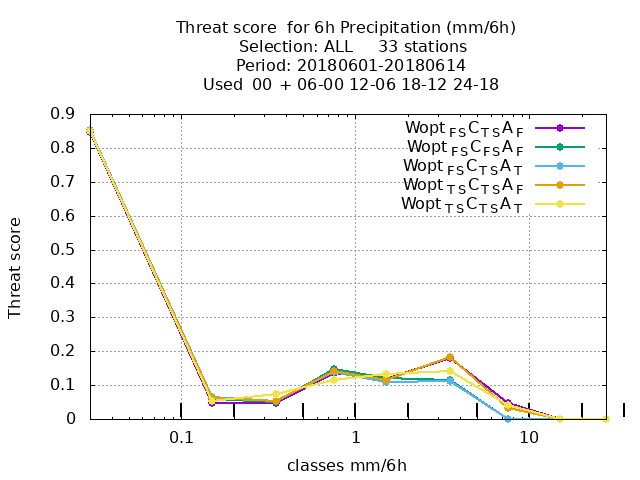 Threat score  for 6h Precipitation (mm/6h)
Selection: ALL     33 stations
Period: 20180601-20180614
Used  00  + 06-00 12-06 18-12 24-18
Wopt FS C TS A F
Wopt FS C FS A F
Wopt FS C TS A T
Wopt TS C TS A F
Wopt TS C TS A T
0.9
0.8
0.7
0.6
0.5
0.4
0.3
0.2
0.1
0
Threat score
0.1 1 10
classes mm/6h